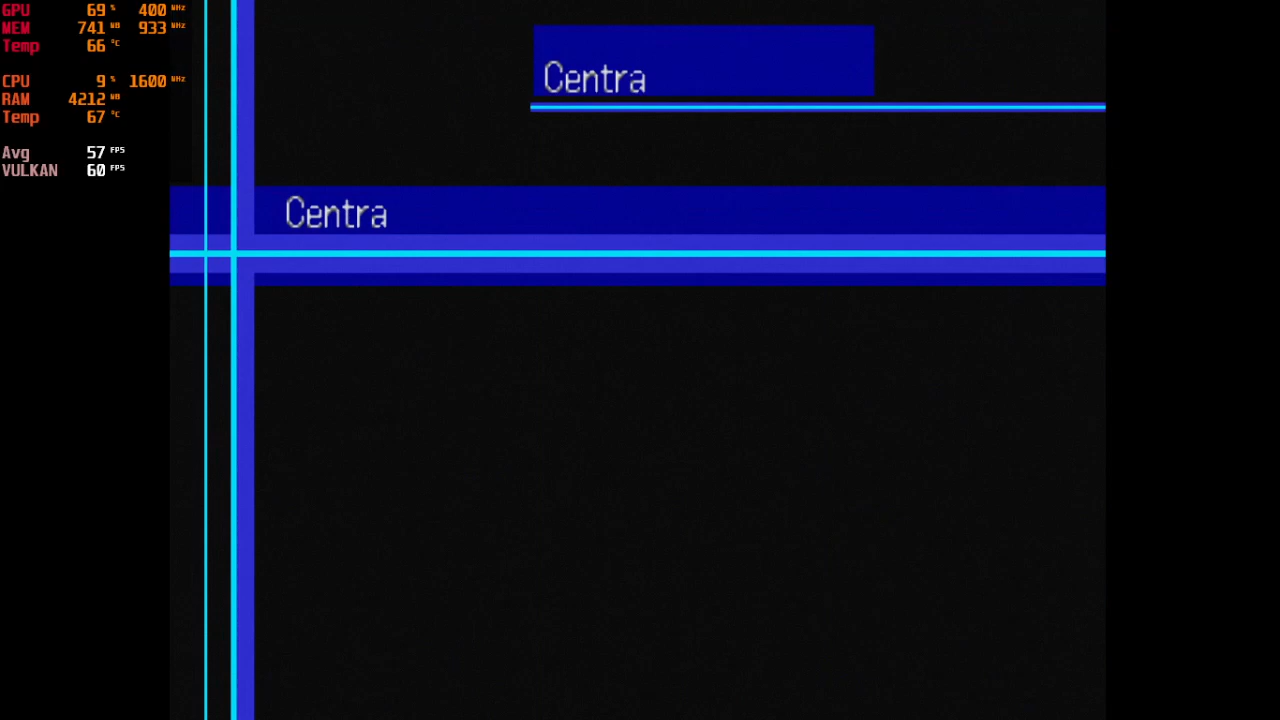 GPU 69 % 400 MHz
MEM 741 MB 933 MHz
Temp 66 °C
CPU 9 % 1600 MHz
RAM 4212 MB
Temp 67 °C
Avg 57 FPS
VULKAN 60 FPS
Centra
Centra